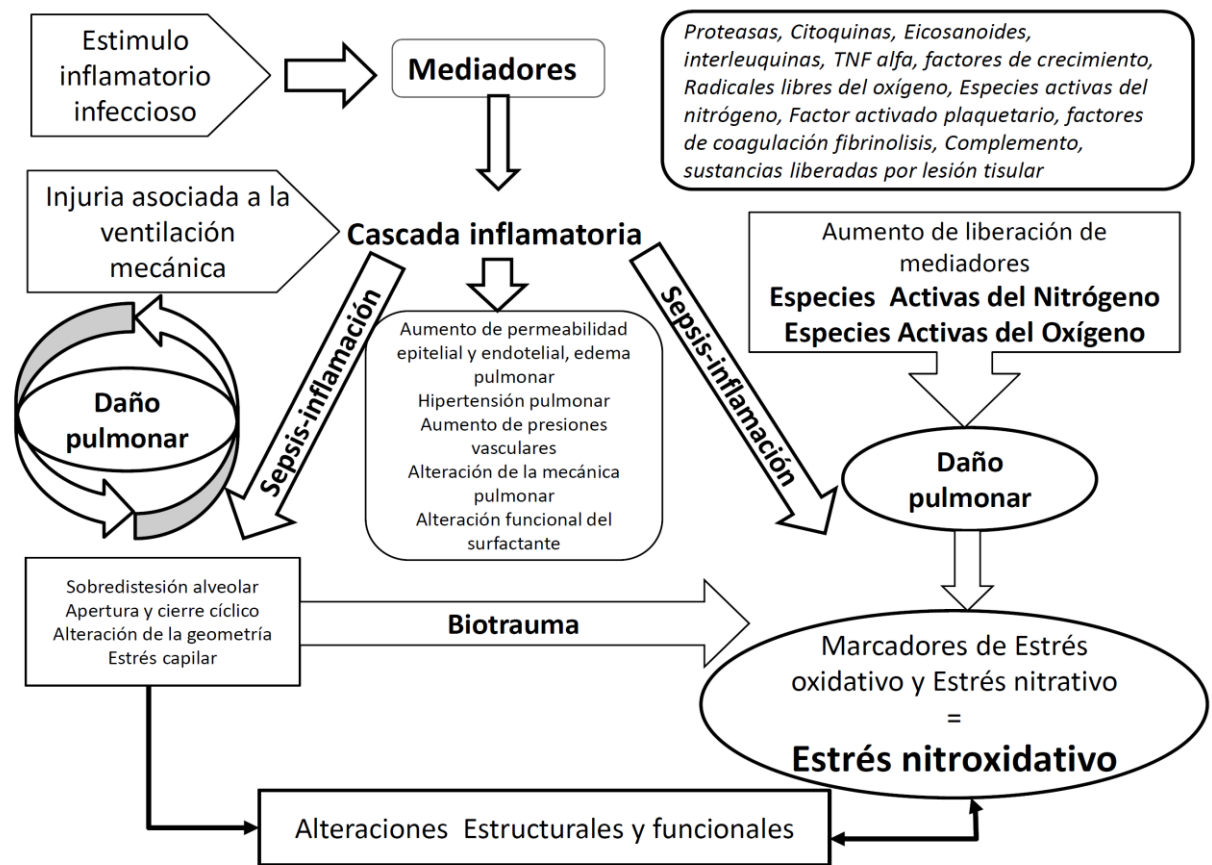 Estimulo
inflamatorio
infeccioso
Mediadores
Proteasas, Citoquinas, Eicosanoides,
interleuquinas, TNF alfa, factores de crecimiento,
Radicales libres del oxígeno, Especies activas del
nitrógeno, Factor activado plaquetario, factores
de coagulación fibrinolisis, Complemento,
sustancias liberadas por lesión tisular
Injuria asociada a la
ventilación
mecánica
Cascada inflamatoria
Aumento de liberación de
mediadores
Especies Activas del Nitrógeno
Especies Activas del Oxígeno
Sepsis-inflamación
Aumento de permeabilidad
epitelial y endotelial, edema
pulmonar
Hipertensión pulmonar
Aumento de presiones
vasculares
Alteración de la mecánica
pulmonar
Alteración funcional del
surfactante
Sepsis-inflamación
Daño
pulmonar
Daño
pulmonar
Sobredistesión alveolar
Apertura y cierre cíclico
Alteración de la geometría
Estrés capilar
Biotrauma
Marcadores de Estrés
oxidativo y Estrés nitrativo
=
Estrés nitroxidativo
Alteraciones Estructurales y funcionales